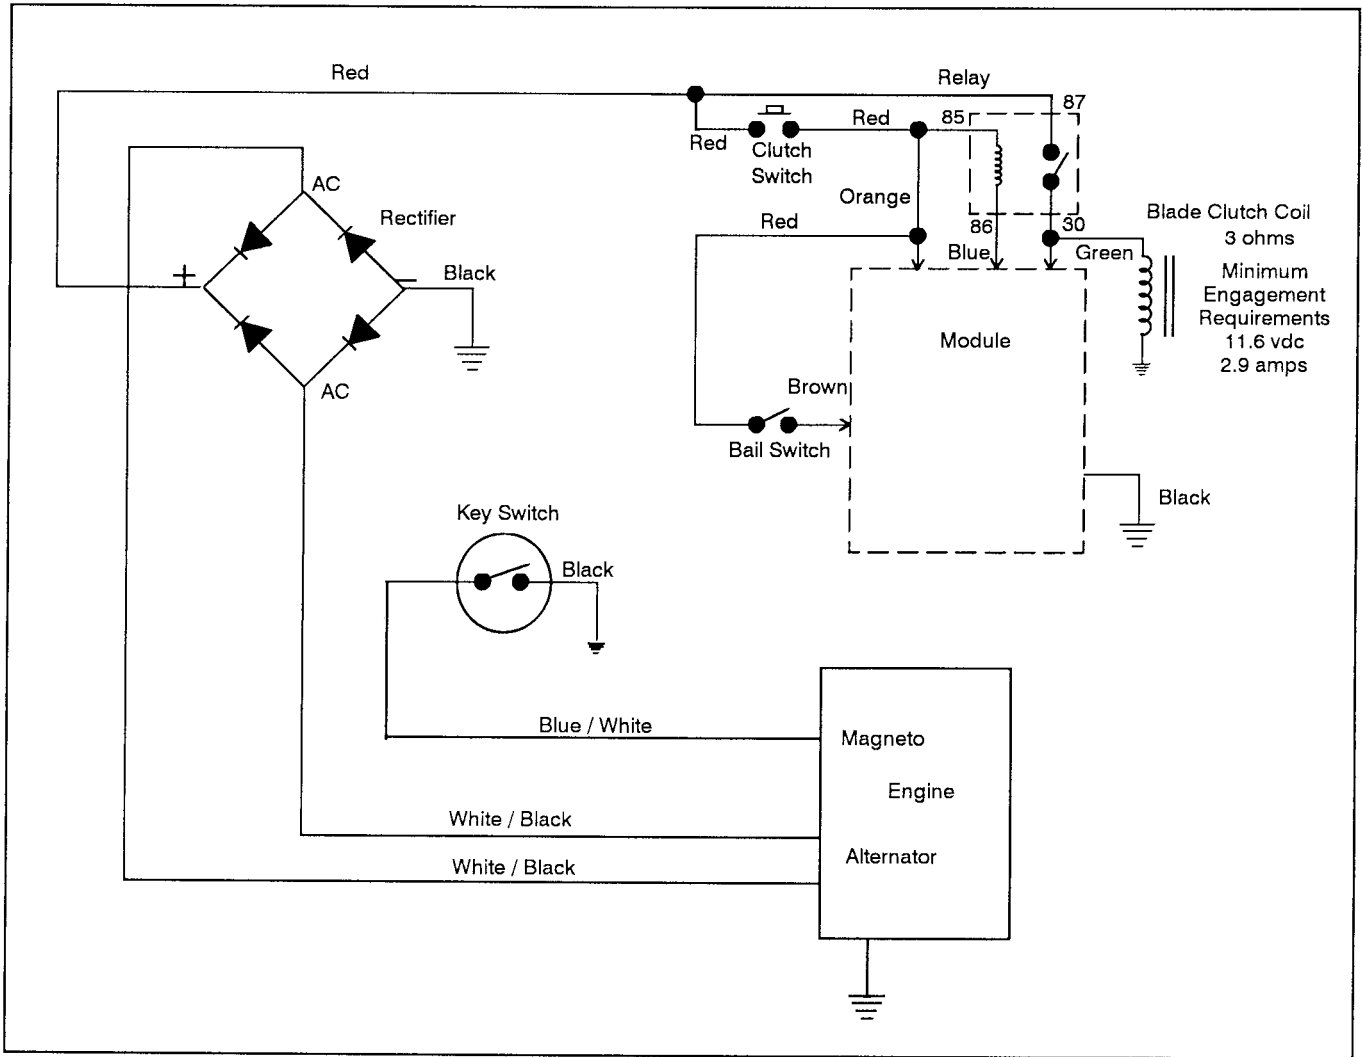 Red
Relay
87
Red
85
Red
Clutch
Switch
AC
Orange
Rectifier
Red
86
30
Blade Clutch Coil
3 ohms
+
−
Black
Blue
Green
Minimum
Engagement
Requirements
11.6 vdc
2.9 amps
Module
AC
Brown
Bail Switch
Black
Key Switch
Black
Blue / White
Magneto
Engine
White / Black
Alternator
White / Black